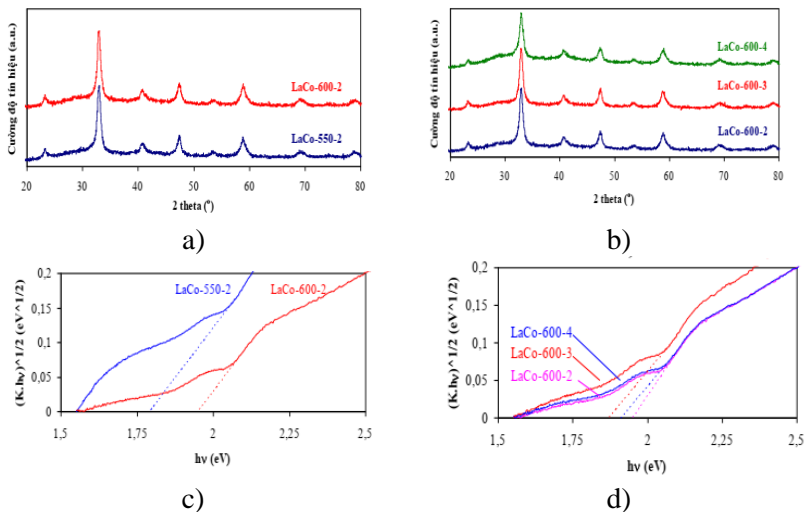 Cường độ tín hiệu (a.u.)
LaCo-600-2
LaCo-550-2
20 30 40 50 60 70 80
2 theta (°)
a)
Cường độ tín hiệu (a.u.)
LaCo-600-4
LaCo-600-3
LaCo-600-2
20 30 40 50 60 70 80
2 theta (°)
b)
(K.hν)^1/2 (eV^1/2)
0,2
0,15
0,1
0,05
0
LaCo-550-2
LaCo-600-2
1,5 1,75 2 2,25 2,5
hν (eV)
c)
(K.hν)^1/2 (eV^1/2)
0,2
0,15
0,1
0,05
0
LaCo-600-4
LaCo-600-3
LaCo-600-2
1,5 1,75 2 2,25 2,5
hν (eV)
d)